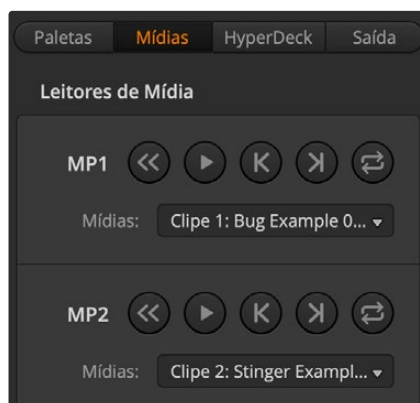 Paletas Mídias HyperDeck Saída
Leitores de Mídia
MP1
Mídias: Clipe 1: Bug Example 0...
MP2
Mídias: Clipe 2: Stinger Exampl...